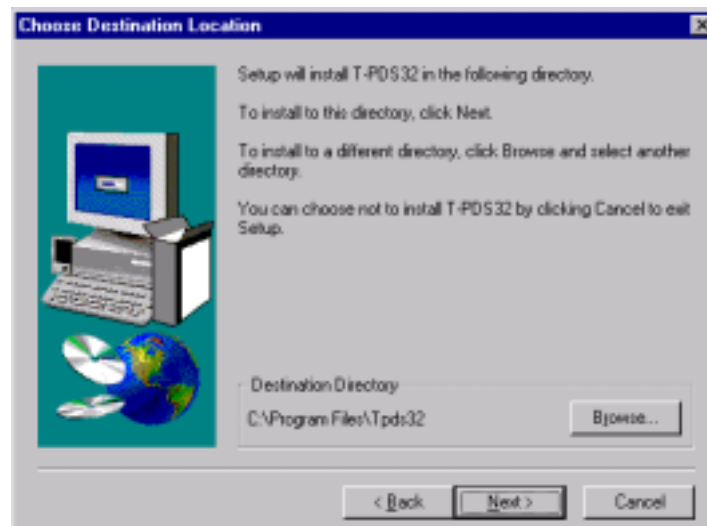 Choose Destination Location
Setup will install T-PDS32 in the following directory.
To install to this directory, click Next.
To install to a different directory, click Browse and select another
directory.
You can choose not to install T-PDS32 by clicking Cancel to exit
Setup.
Destination Directory
C:\Program Files\Tpds32
Browse...
< Back
Next >
Cancel